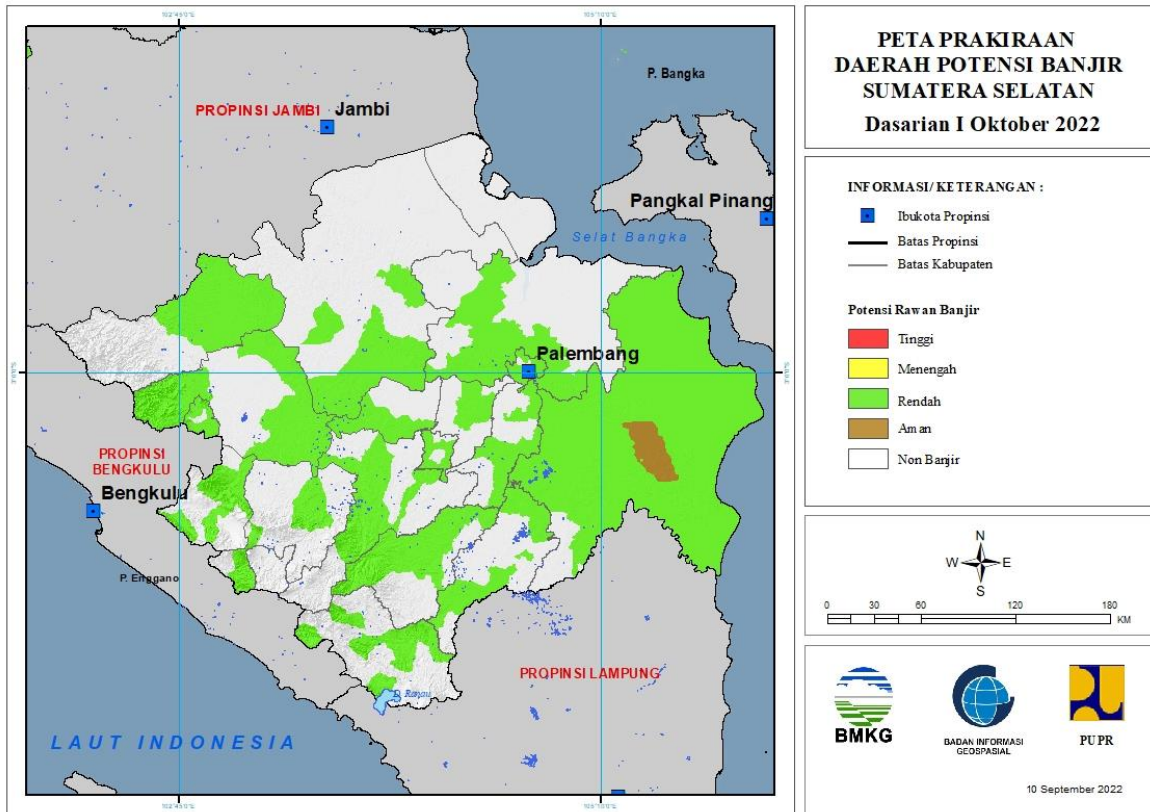 PETA PRAKIRAAN
DAERAH POTENSI BANJIR
SUMATERA SELATAN
Dasarian I Oktober 2022
INFORMASI/ KETERANGAN :
Ibukota Propinsi
Batas Propinsi
Batas Kabupaten
Potensi Rawan Banjir
Tinggi
Menengah
Rendah
Aman
Non Banjir
N
W E
S
0 30 60 120 180
KM
BMKG
BADAN INFORMASI
GEOSPASIAL
PUPR
10 September 2022
P. Bangka
PROPINSI JAMBI
Jambi
Pangkal Pinang
Selat Bangka
Palembang
PROPINSI
BENGKULU
Bengkulu
P. Enggano
PROPINSI LAMPUNG
D. Ranau
LAUT INDONESIA